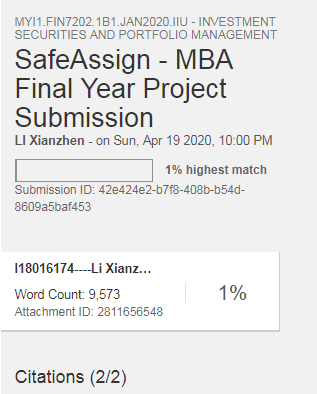 MYI1.FIN7202.1B1.JAN2020.IIU - INVESTMENT
SECURITIES AND PORTFOLIO MANAGEMENT
SafeAssign - MBA
Final Year Project
Submission
LI Xianzhen - on Sun, Apr 19 2020, 10:00 PM
1% highest match
Submission ID: 42e424e2-b7f8-408b-b54d-
8609a5baf453
I18016174----Li Xianz…
Word Count: 9,573
1%
Attachment ID: 2811656548
Citations (2/2)